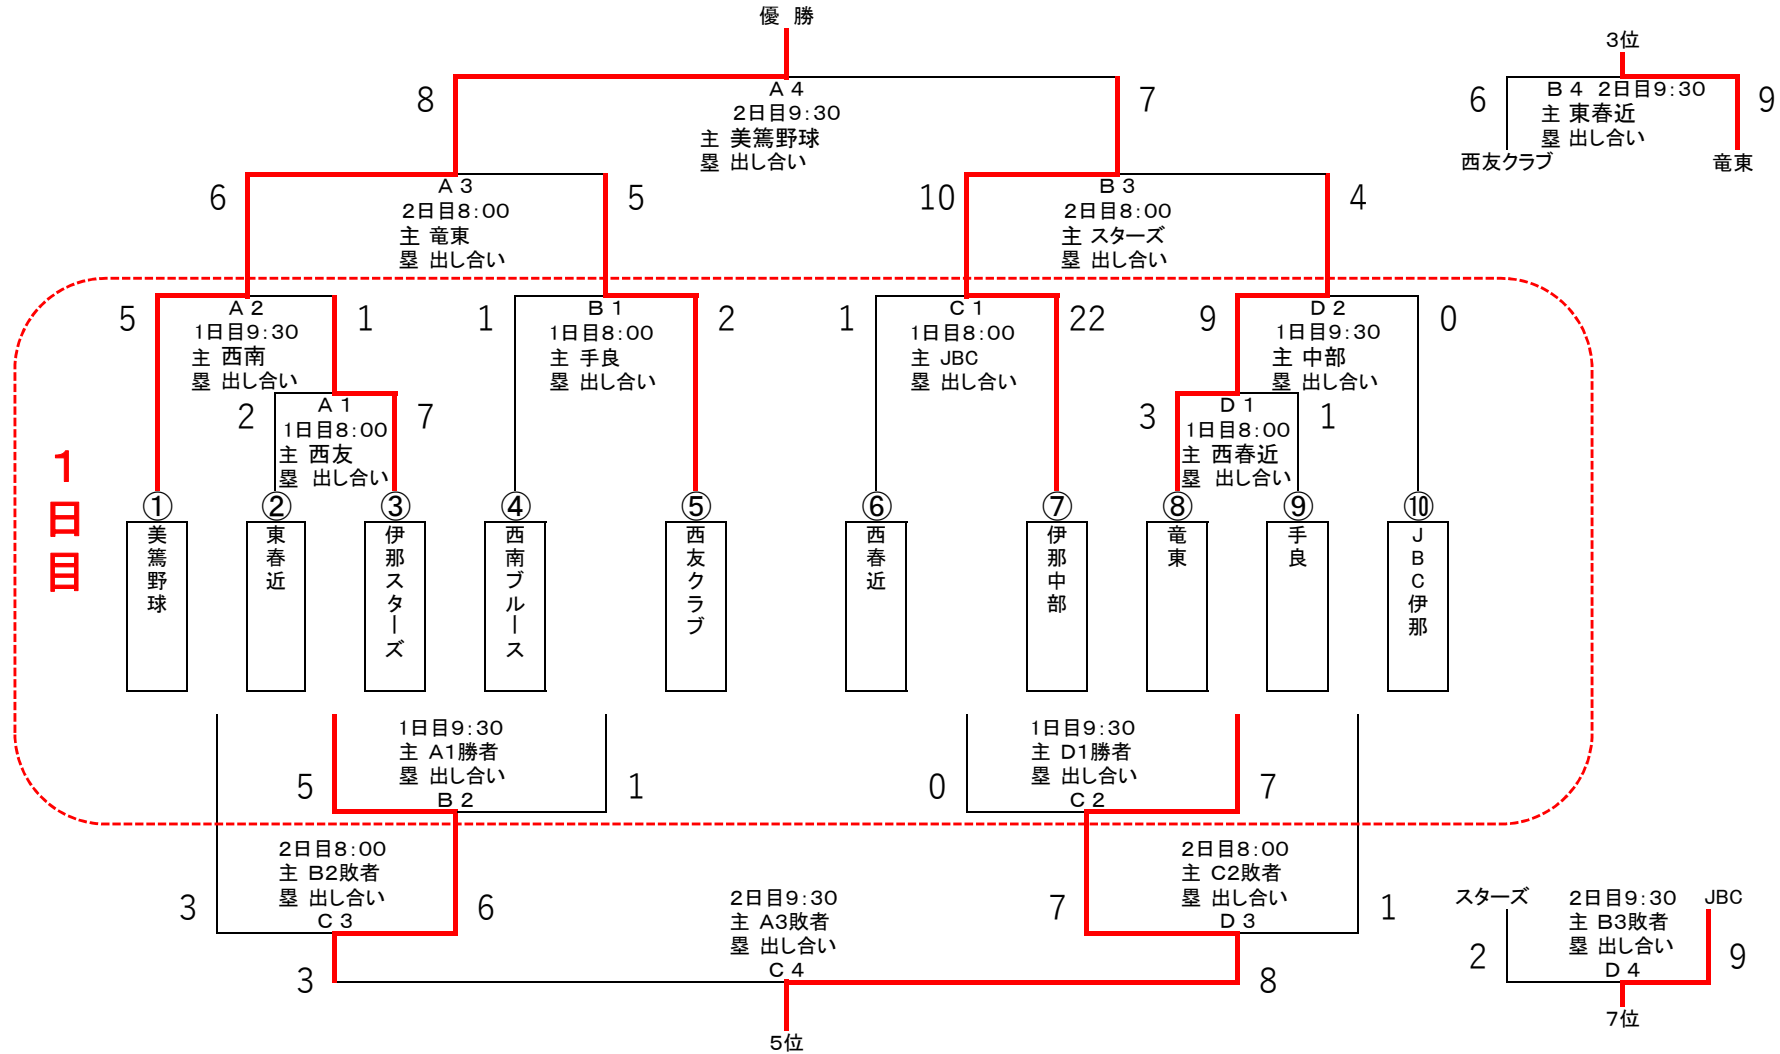 優 勝
3位
8
A 4
2日目9:30
主 美篶野球
塁 出し合い
7
6
B 4 2日目9:30
主 東春近
塁 出し合い
9
西友クラブ
竜東
6
A 3
2日目8:00
主 竜東
塁 出し合い
5
10
B 3
2日目8:00
主 スターズ
塁 出し合い
4
5
A 2
1日目9:30
主 西南
塁 出し合い
1
1
B 1
1日目8:00
主 手良
塁 出し合い
2
1
C 1
1日目8:00
主 JBC
塁 出し合い
22
9
D 2
1日目9:30
主 中部
塁 出し合い
0
2
A 1
1日目8:00
主 西友
塁 出し合い
7
3
D 1
1日目8:00
主 西春近
塁 出し合い
1
1日目
①
②
③
④
⑤
⑥
⑦
⑧
⑨
⑩
美篶野球
東春近
伊那スターズ
西南ブルース
西友クラブ
西春近
伊那中部
竜東
手良
JBC伊那
1日目9:30
主 A1勝者
塁 出し合い
B 2
5
1
1日目9:30
主 D1勝者
塁 出し合い
C 2
0
7
2日目8:00
主 B2敗者
塁 出し合い
C 3
3
6
2日目8:00
主 C2敗者
塁 出し合い
D 3
7
1
2日目9:30
主 A3敗者
塁 出し合い
C 4
3
8
5位
スターズ
2日目9:30
主 B3敗者
塁 出し合い
D 4
JBC
2
9
7位